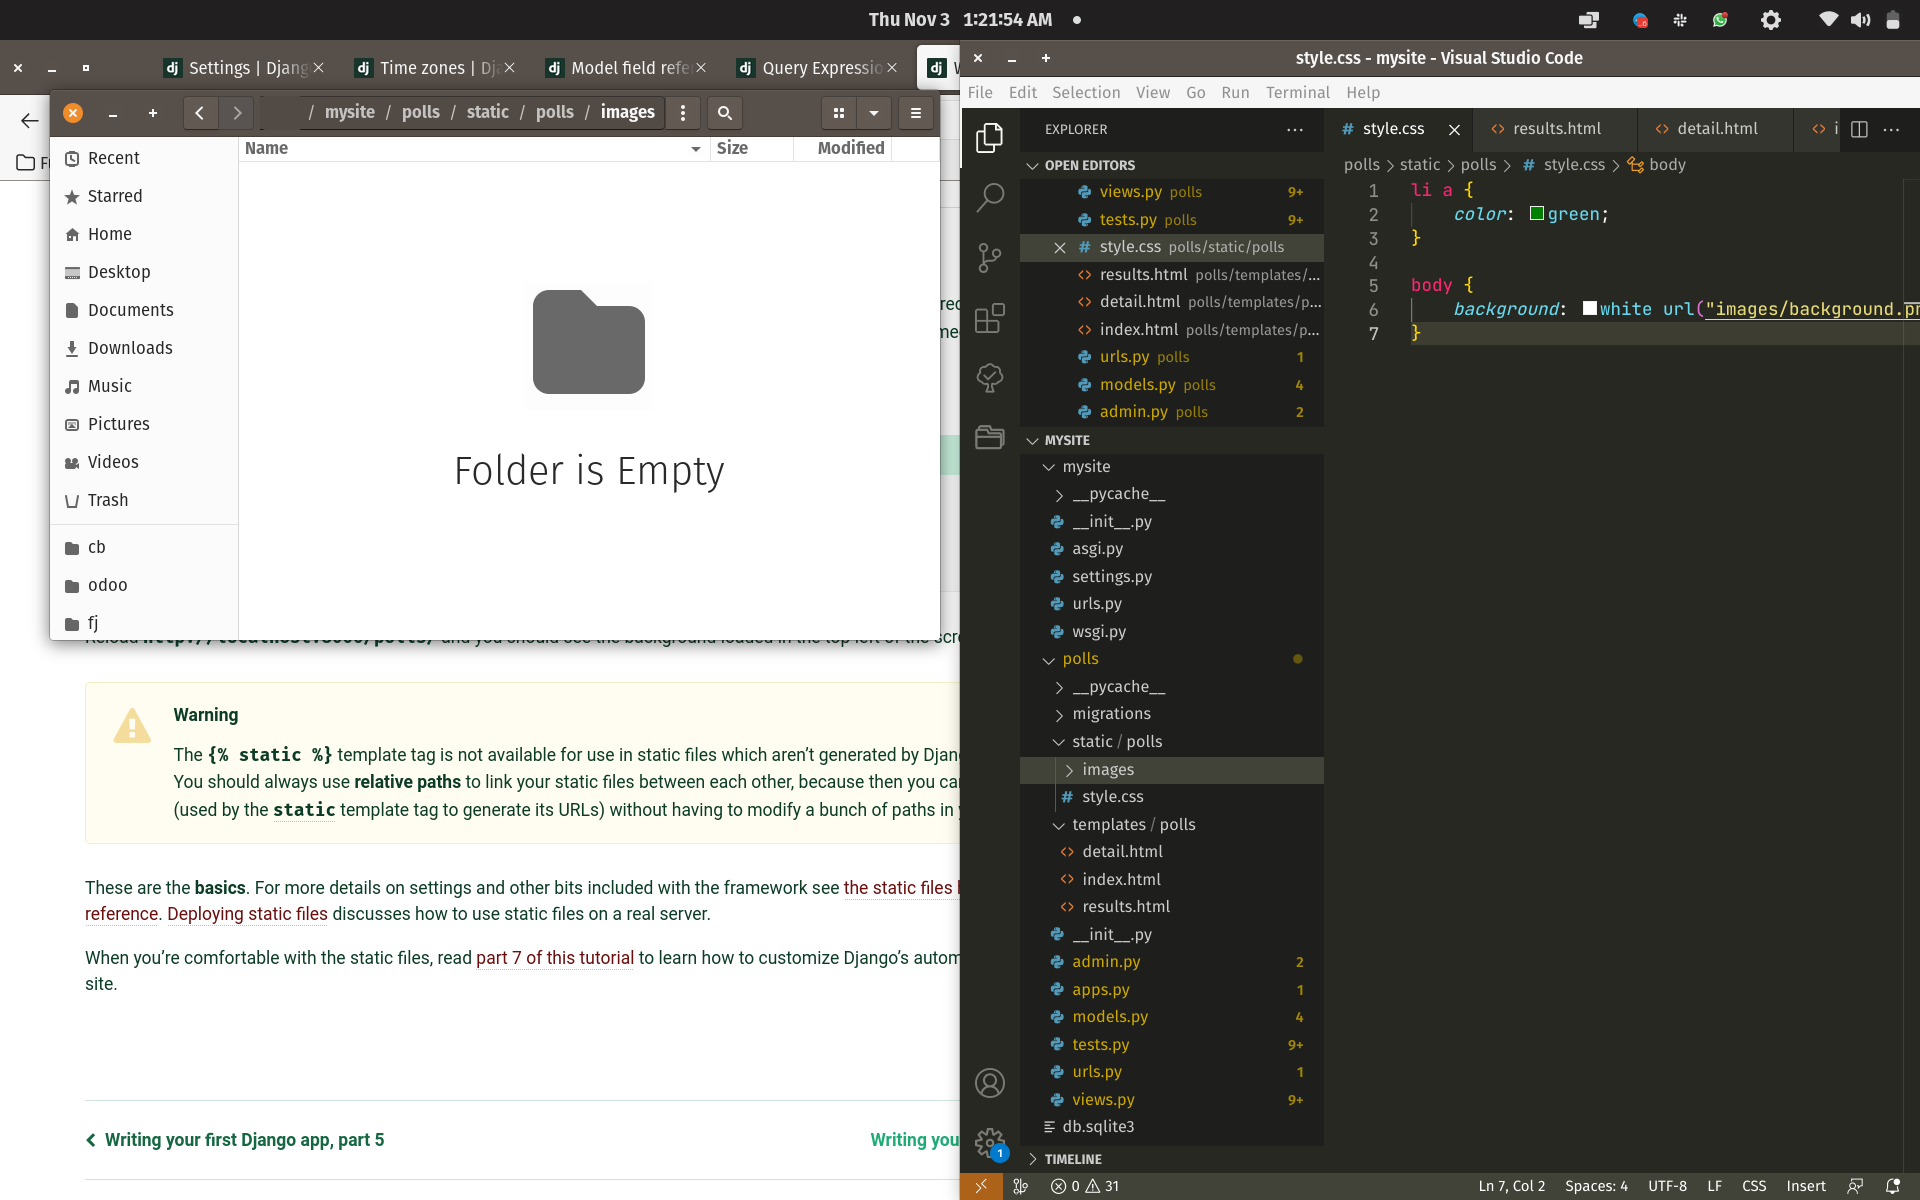 Thu Nov 3 1:21:54 AM
Settings | Djang
Time zones | Dj
Model field refe
Query Expressio
/ mysite / polls / static / polls / images
Recent
Starred
Home
Desktop
Documents
Downloads
Music
Pictures
Videos
Trash
cb
odoo
fj
Name Size Modified
Folder is Empty
and you should see the background loaded in the top left of the scre
Warning
The {% static %} template tag is not available for use in static files which aren't generated by Djan
You should always use relative paths to link your static files between each other, because then you ca
(used by the static template tag to generate its URLs) without having to modify a bunch of paths in y
These are the basics. For more details on settings and other bits included with the framework see the static files
reference. Deploying static files discusses how to use static files on a real server.
When you're comfortable with the static files, read part 7 of this tutorial to learn how to customize Django's autom
site.
Writing your first Django app, part 5
Writing you
style.css - mysite - Visual Studio Code
File Edit Selection View Go Run Terminal Help
EXPLORER
OPEN EDITORS
views.py polls 9+
tests.py polls 9+
style.css polls/static/polls
results.html polls/templates/...
detail.html polls/templates/p...
index.html polls/templates/p...
urls.py polls 1
models.py polls 4
admin.py polls 2
MYSITE
mysite
__pycache__
__init__.py
asgi.py
settings.py
urls.py
wsgi.py
polls
__pycache__
migrations
static / polls
images
style.css
templates / polls
detail.html
index.html
results.html
__init__.py
admin.py 2
apps.py 1
models.py 4
tests.py 9+
urls.py 1
views.py 9+
db.sqlite3
TIMELINE
style.css results.html detail.html i
polls > static > polls > # style.css > body
1 li a {
2 color: green;
3 }
4
5 body {
6 background: white url("images/background.pn
7 }
1
0 31
Ln 7, Col 2 Spaces: 4 UTF-8 LF CSS Insert